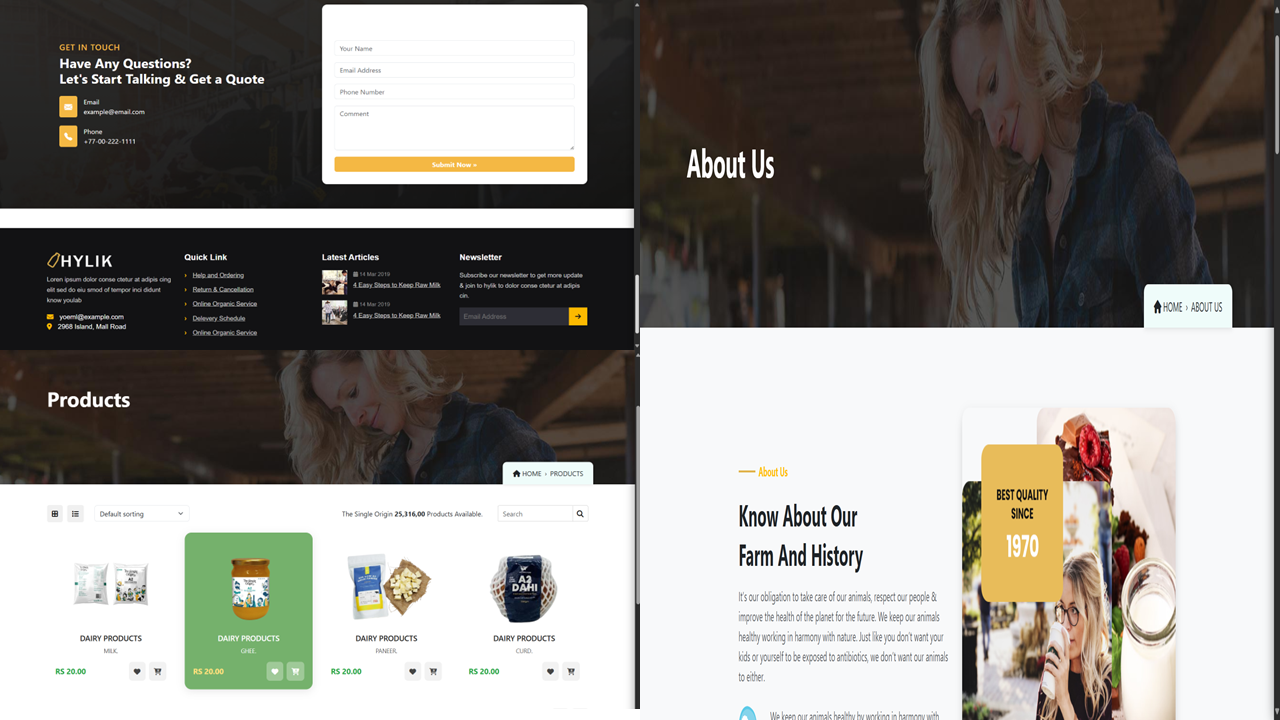 GET IN TOUCH
Have Any Questions?
Let's Start Talking & Get a Quote
Email
example@email.com
Phone
+77-00-222-1111
Your Name
Email Address
Phone Number
Comment
Submit Now »
HYLIK
Lorem ipsum dolor conse ctetur at adipis cing
elit sed do eiu smod of tempor inci didunt
know youlab
yoeml@example.com
2968 Island, Mall Road
Quick Link
› Help and Ordering
› Return & Cancellation
› Online Organic Service
› Delevery Schedule
› Online Organic Service
Latest Articles
14 Mar 2019
4 Easy Steps to Keep Raw Milk
14 Mar 2019
4 Easy Steps to Keep Raw Milk
Newsletter
Subscribe our newsletter to get more update
& join to hylik to dolor conse ctetur at adipis
cin.
Email Address
Products
HOME › PRODUCTS
Default sorting
The Single Origin 25,316,00 Products Available.
Search
DAIRY PRODUCTS
MILK.
RS 20.00
DAIRY PRODUCTS
GHEE.
RS 20.00
DAIRY PRODUCTS
PANEER.
RS 20.00
A2
DAHI
DAIRY PRODUCTS
CURD.
RS 20.00
About Us
HOME › ABOUT US
About Us
Know About Our
Farm And History
It's our obligation to take care of our animals, respect our people &
improve the health of the planet for the future. We keep our animals
healthy working in harmony with nature. Just like you don't want your
kids or yourself to be exposed to antibiotics, we don't want our animals
to either.
We keep our animals healthy by working in harmony with
BEST QUALITY
SINCE
1970